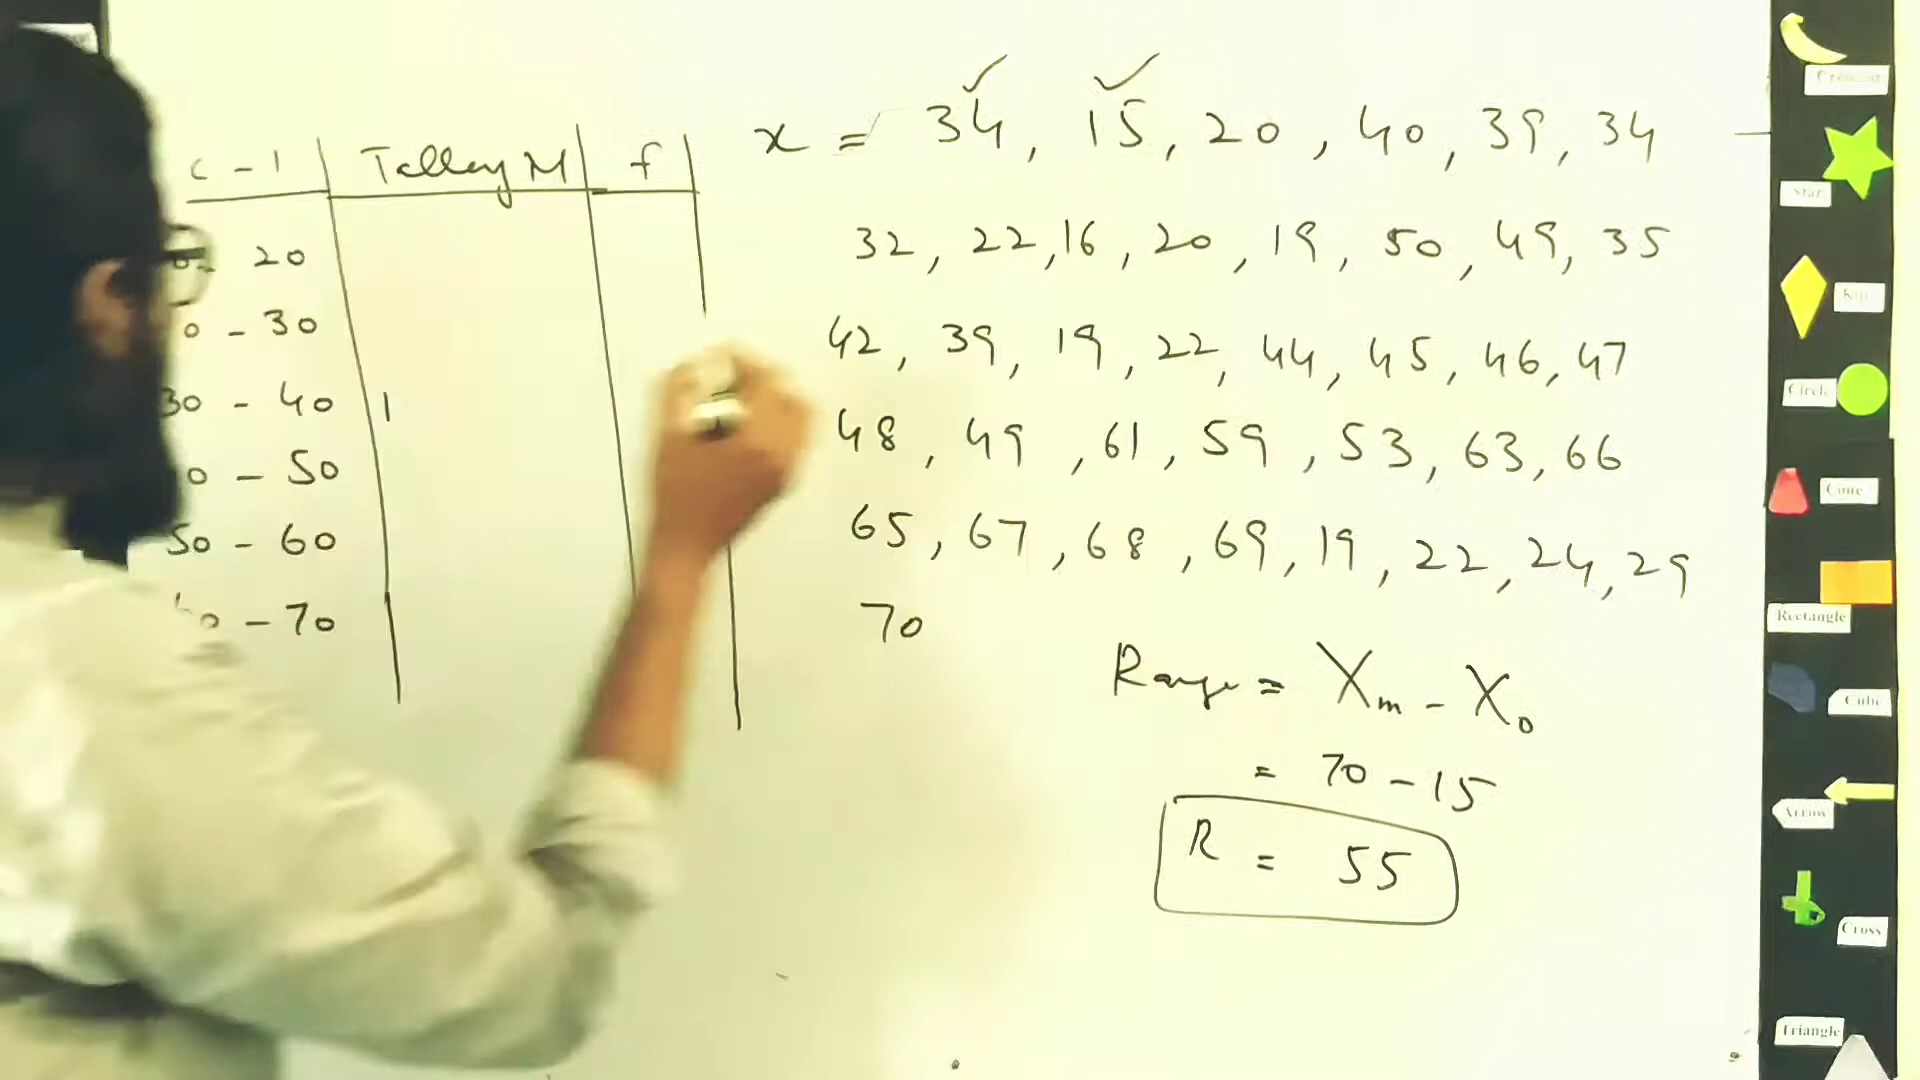 c - I Talley M f
20
0 - 30
30 - 40 |
0 - 50
50 - 60
0 - 70
x = 34, 15, 20, 40, 39, 34
32, 22, 16, 20, 19, 50, 49, 35
42, 39, 19, 22, 44, 45, 46, 47
48, 49, 61, 59, 53, 63, 66
65, 67, 68, 69, 19, 22, 24, 29
70
Range = Xm - X0
= 70 - 15
R = 55
Crescent
Star
Kite
Circle
Cone
Rectangle
Cube
Arrow
Cross
Triangle